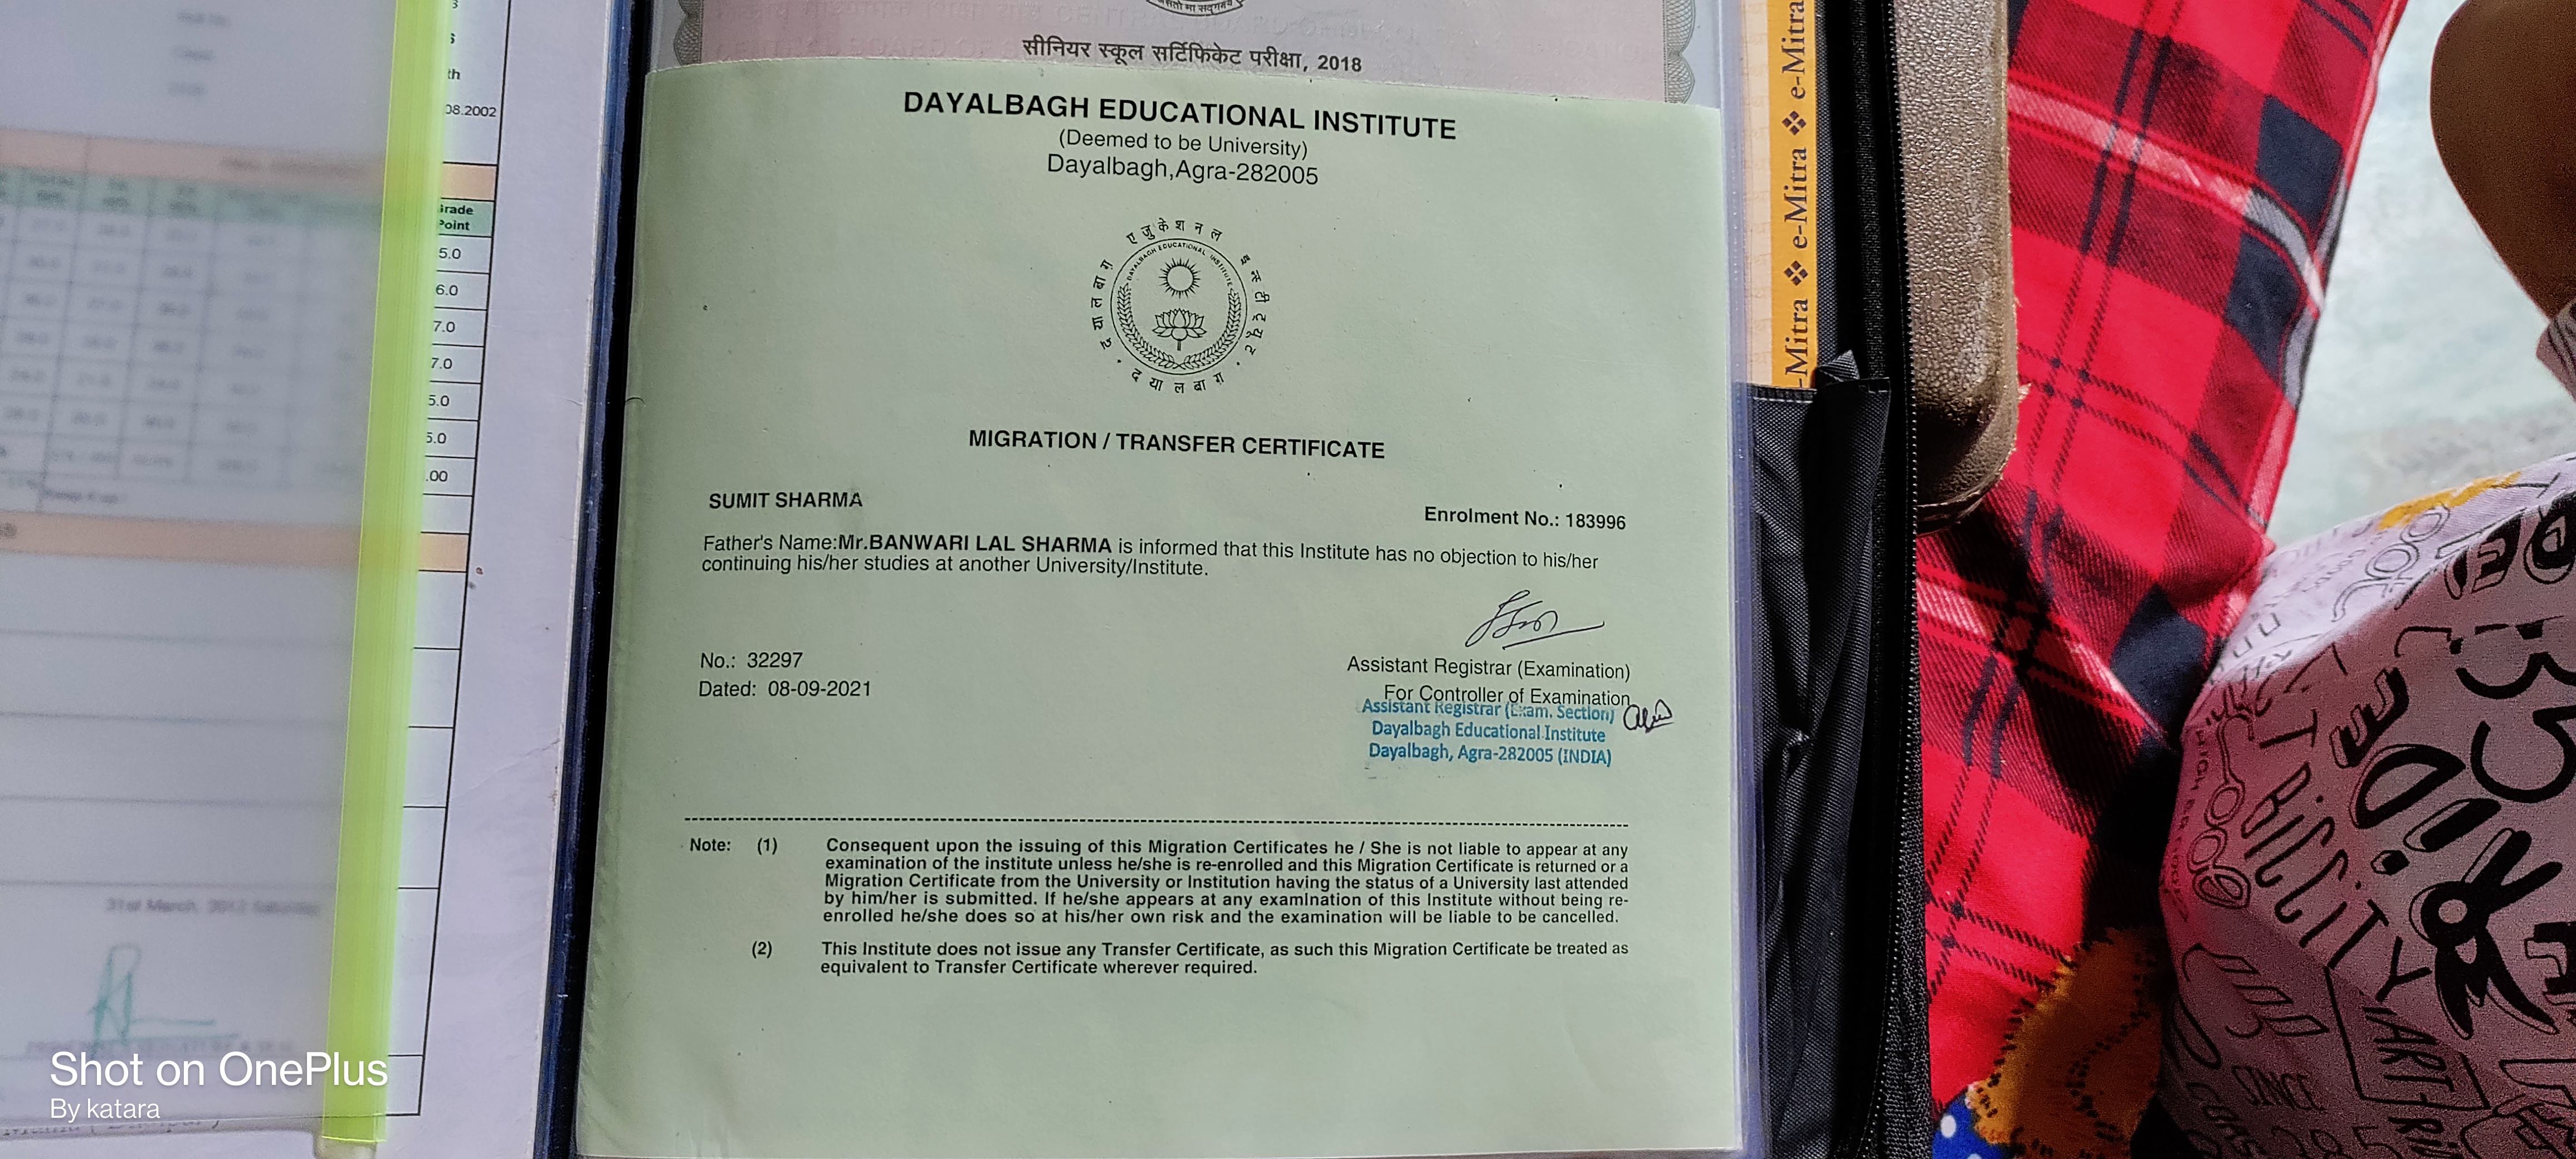 08.2002
Grade
Point
5.0
6.0
7.0
7.0
5.0
5.0
.00
31st March, 2012 Saturday
सीनियर स्कूल सर्टिफिकेट परीक्षा, 2018
DAYALBAGH EDUCATIONAL INSTITUTE
(Deemed to be University)
Dayalbagh,Agra-282005
दयालबाग़ एजुकेशनल इन्स्टीट्यूट
DAYALBAGH EDUCATIONAL INSTITUTE
दयालबाग़
MIGRATION / TRANSFER CERTIFICATE
SUMIT SHARMA
Enrolment No.: 183996
Father's Name:Mr.BANWARI LAL SHARMA is informed that this Institute has no objection to his/her
continuing his/her studies at another University/Institute.
No.: 32297
Dated: 08-09-2021
Assistant Registrar (Examination)
For Controller of Examination
Assistant Registrar (Exam. Section)
Dayalbagh Educational Institute
Dayalbagh, Agra-282005 (INDIA)
Note: (1) Consequent upon the issuing of this Migration Certificates he / She is not liable to appear at any
examination of the institute unless he/she is re-enrolled and this Migration Certificate is returned or a
Migration Certificate from the University or Institution having the status of a University last attended
by him/her is submitted. If he/she appears at any examination of this Institute without being re-
enrolled he/she does so at his/her own risk and the examination will be liable to be cancelled.
(2) This Institute does not issue any Transfer Certificate, as such this Migration Certificate be treated as
equivalent to Transfer Certificate wherever required.
e-Mitra ❖ e-Mitra ❖ e-Mitra
SINCE
Shot on OnePlus
By katara